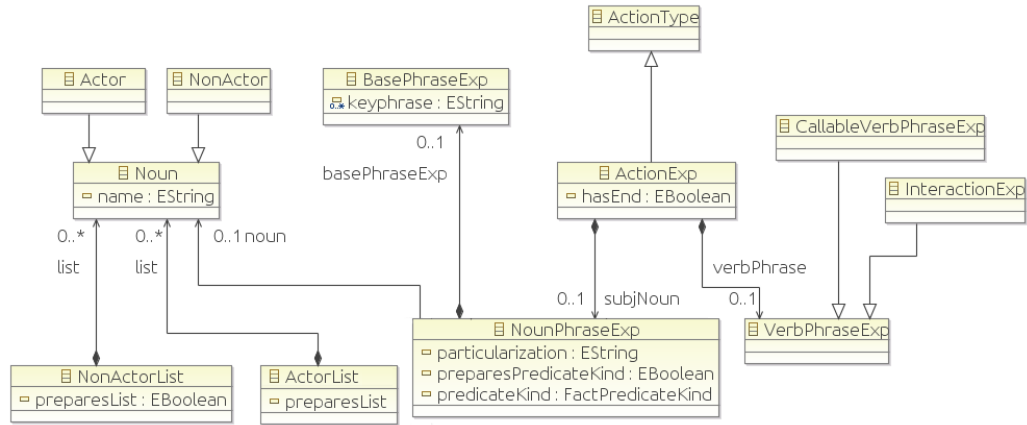 ActionType
Actor
NonActor
BasePhraseExp
keyphrase : EString
0..*
CallableVerbPhraseExp
0..1
basePhraseExp
Noun
name : EString
ActionExp
hasEnd : EBoolean
InteractionExp
0..*
list
0..*
list
0..1 noun
verbPhrase
0..1
0..1 subjNoun
NounPhraseExp
particularization : EString
preparesPredicateKind : EBoolean
predicateKind : FactPredicateKind
VerbPhraseExp
NonActorList
preparesList : EBoolean
ActorList
preparesList